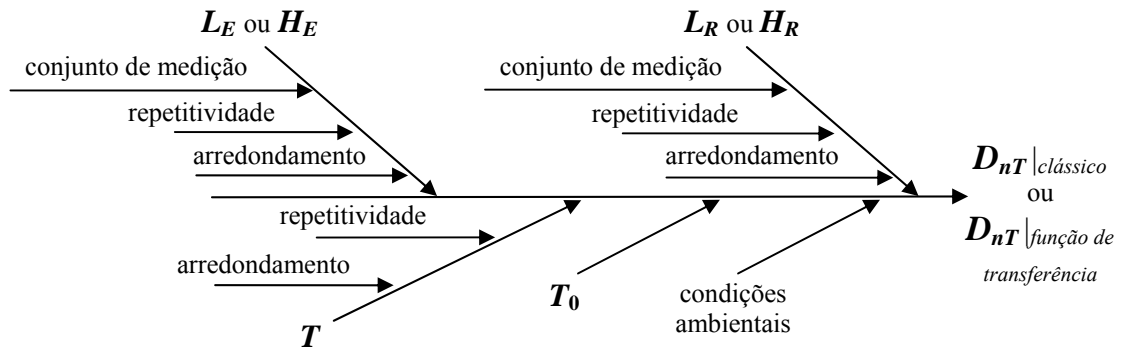 L_E ou H_E
L_R ou H_R
conjunto de medição
conjunto de medição
repetitividade
repetitividade
arredondamento
arredondamento
D_nT |clássico
ou
D_nT |função de
transferência
repetitividade
arredondamento
T
T_0
condições
ambientais